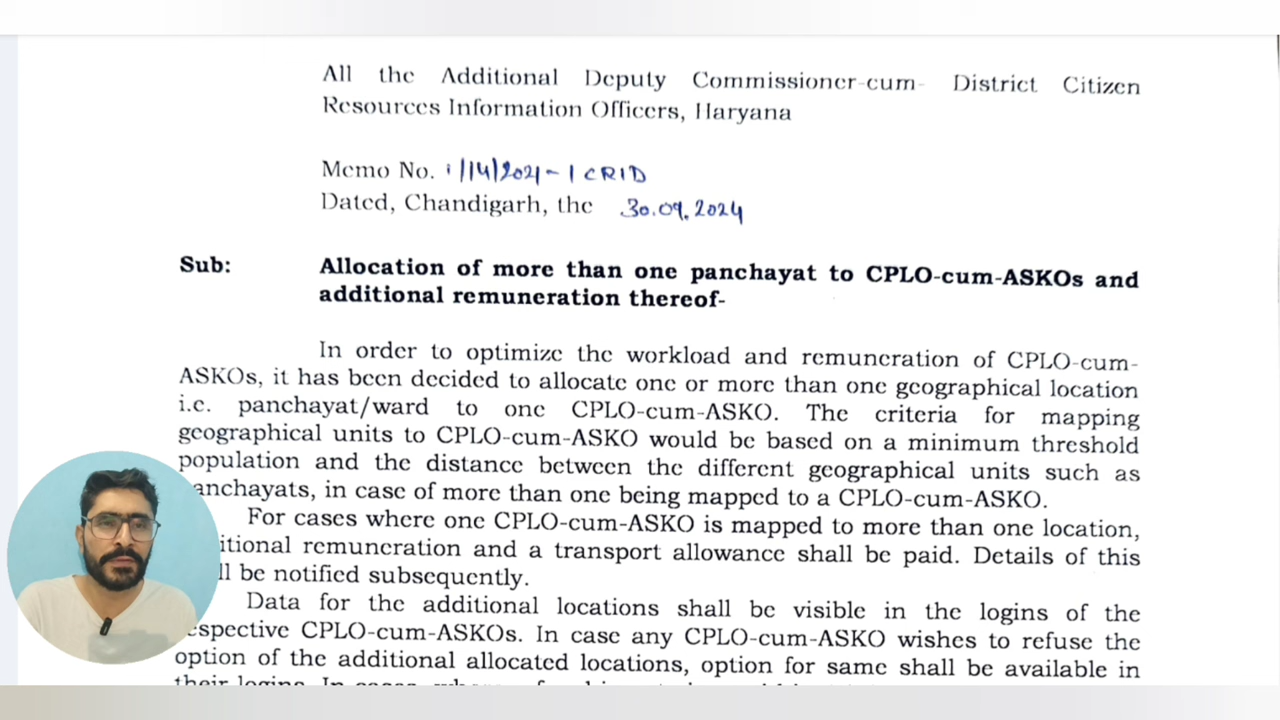 All the Additional Deputy Commissioner-cum- District Citizen
Resources Information Officers, Haryana
Memo No. 1/14/2021-1 CRID
Dated, Chandigarh, the 30.09.2024
Sub: Allocation of more than one panchayat to CPLO-cum-ASKOs and
additional remuneration thereof-
In order to optimize the workload and remuneration of CPLO-cum-
ASKOs, it has been decided to allocate one or more than one geographical location
i.e. panchayat/ward to one CPLO-cum-ASKO. The criteria for mapping
geographical units to CPLO-cum-ASKO would be based on a minimum threshold
population and the distance between the different geographical units such as
anchayats, in case of more than one being mapped to a CPLO-cum-ASKO.
For cases where one CPLO-cum-ASKO is mapped to more than one location,
itional remuneration and a transport allowance shall be paid. Details of this
ll be notified subsequently.
Data for the additional locations shall be visible in the logins of the
espective CPLO-cum-ASKOs. In case any CPLO-cum-ASKO wishes to refuse the
option of the additional allocated locations, option for same shall be available in
their logins. In cases